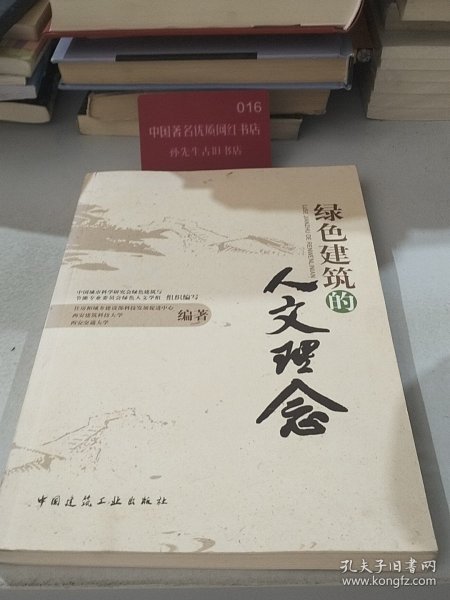 016
中国著名优质网红书店
孙先生古旧书店
绿色建筑的
LÜSE JIANZHU DE RENWEN LINIAN
人文理念
中国城市科学研究会绿色建筑与
节能专业委员会绿色人文学组 组织编写
住房和城乡建设部科技发展促进中心
西安建筑科技大学
西安交通大学
编著
中国建筑工业出版社
孔夫子旧书网
www.kongfz.com